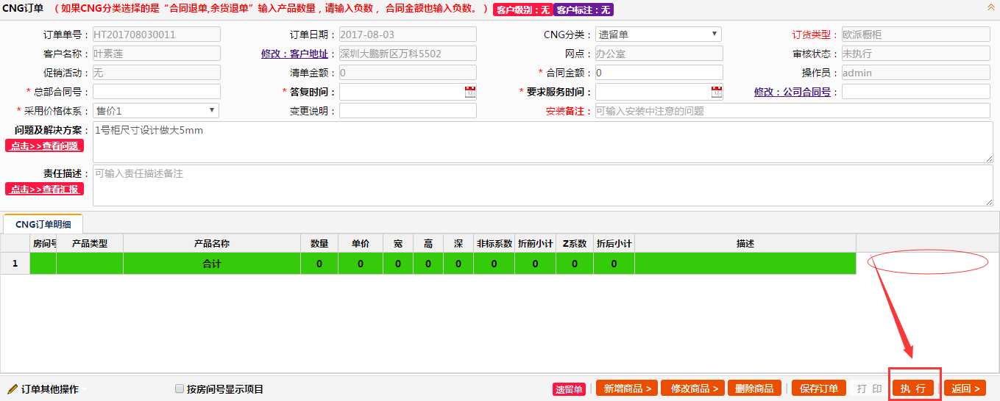 CNG订单 （如果CNG分类选择的是“合同退单,余货退单”输入产品数量，请输入负数， 合同金额也输入负数。） 客户级别：无 客户标注：无
订单单号： HT201708030011 订单日期： 2017-08-03 CNG分类： 遗留单 订货类型： 欧派橱柜
客户名称： 叶素莲 修改：客户地址： 深圳大鹏新区万科5502 网点： 办公室 审核状态： 未执行
促销活动： 无 清单金额： 0 * 合同金额： 0 操作员： admin
* 总部合同号： * 答复时间： * 要求服务时间： 修改：公司合同号：
* 采用价格体系： 售价1 变更说明： 安装备注： 可输入安装中注意的问题
问题及解决方案： 1号柜尺寸设计做大5mm
点击>>查看问题
责任描述： 可输入责任描述备注
点击>>查看汇报
CNG订单明细
房间号 产品类型 产品名称 数量 单价 宽 高 深 非标系数 折前小计 Z系数 折后小计 描述
1 合计 0 0 0 0 0 0 0 0 0
订单其他操作 按房间号显示项目 遗留单 新增商品 > 修改商品 > 删除商品 保存订单 打 印 执 行 返回 >